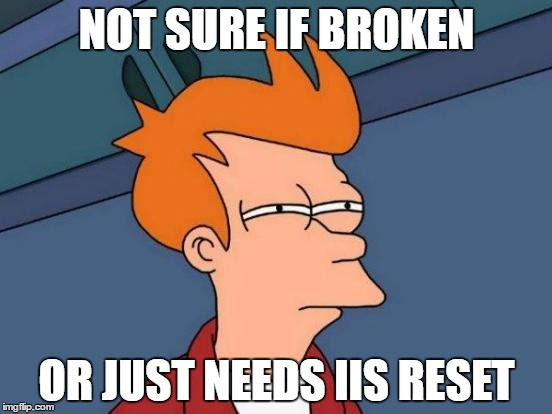 NOT SURE IF BROKEN
OR JUST NEEDS IIS RESET
imgflip.com